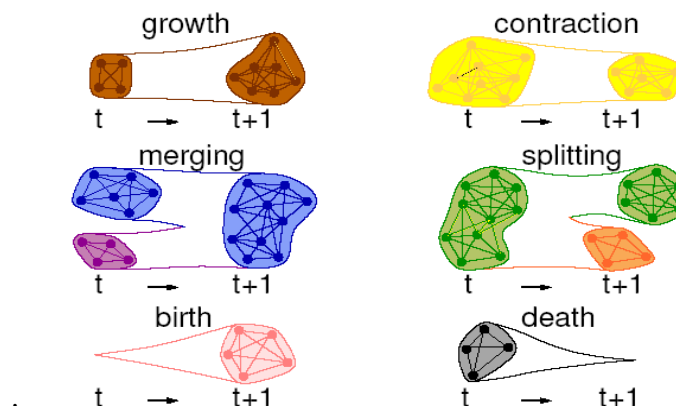 growth contraction
t → t+1 t → t+1
merging splitting
t → t+1 t → t+1
birth death
t → t+1 t → t+1